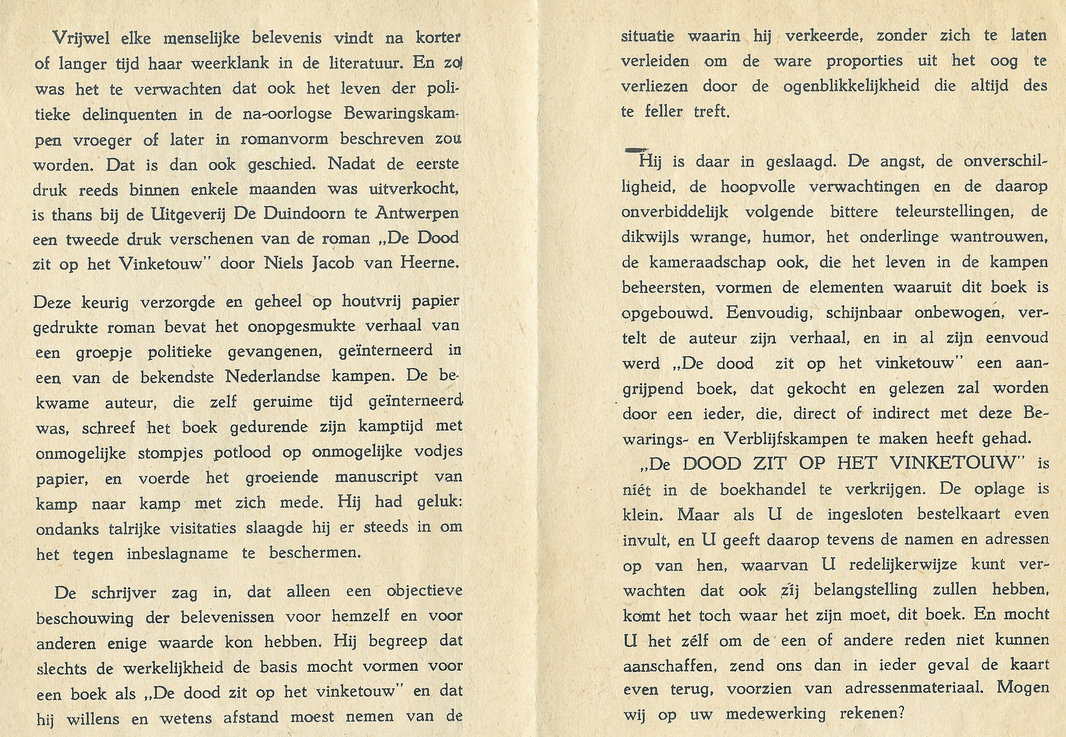 Vrijwel elke menselijke belevenis vindt na korter
of langer tijd haar weerklank in de literatuur. En zo
was het te verwachten dat ook het leven der poli-
tieke delinquenten in de na-oorlogse Bewaringskam-
pen vroeger of later in romanvorm beschreven zou
worden. Dat is dan ook geschied. Nadat de eerste
druk reeds binnen enkele maanden was uitverkocht,
is thans bij de Uitgeverij De Duindoorn te Antwerpen
een tweede druk verschenen van de roman „De Dood
zit op het Vinketouw” door Niels Jacob van Heerne.
Deze keurig verzorgde en geheel op houtvrij papier
gedrukte roman bevat het onopgesmukte verhaal van
een groepje politieke gevangenen, geïnterneerd in
een van de bekendste Nederlandse kampen. De be-
kwame auteur, die zelf geruime tijd geïnterneerd
was, schreef het boek gedurende zijn kamptijd met
onmogelijke stompjes potlood op onmogelijke vodjes
papier, en voerde het groeiende manuscript van
kamp naar kamp met zich mede. Hij had geluk:
ondanks talrijke visitaties slaagde hij er steeds in om
het tegen inbeslagname te beschermen.
De schrijver zag in, dat alleen een objectieve
beschouwing der belevenissen voor hemzelf en voor
anderen enige waarde kon hebben. Hij begreep dat
slechts de werkelijkheid de basis mocht vormen voor
een boek als „De dood zit op het vinketouw” en dat
hij willens en wetens afstand moest nemen van de
situatie waarin hij verkeerde, zonder zich te laten
verleiden om de ware proporties uit het oog te
verliezen door de ogenblikkelijkheid die altijd des
te feller treft.
Hij is daar in geslaagd. De angst, de onverschil-
ligheid, de hoopvolle verwachtingen en de daarop
onverbiddelijk volgende bittere teleurstellingen, de
dikwijls wrange, humor, het onderlinge wantrouwen,
de kameraadschap ook, die het leven in de kampen
beheersten, vormen de elementen waaruit dit boek is
opgebouwd. Eenvoudig, schijnbaar onbewogen, ver-
telt de auteur zijn verhaal, en in al zijn eenvoud
werd „De dood zit op het vinketouw” een aan-
grijpend boek, dat gekocht en gelezen zal worden
door een ieder, die, direct of indirect met deze Be-
warings- en Verblijfskampen te maken heeft gehad.
„De DOOD ZIT OP HET VINKETOUW” is
niét in de boekhandel te verkrijgen. De oplage is
klein. Maar als U de ingesloten bestelkaart even
invult, en U geeft daarop tevens de namen en adressen
op van hen, waarvan U redelijkerwijze kunt ver-
wachten dat ook zíj belangstelling zullen hebben,
komt het toch waar het zijn moet, dit boek. En mocht
U het zélf om de een of andere reden niet kunnen
aanschaffen, zend ons dan in ieder geval de kaart
even terug, voorzien van adressenmateriaal. Mogen
wij op uw medewerking rekenen?